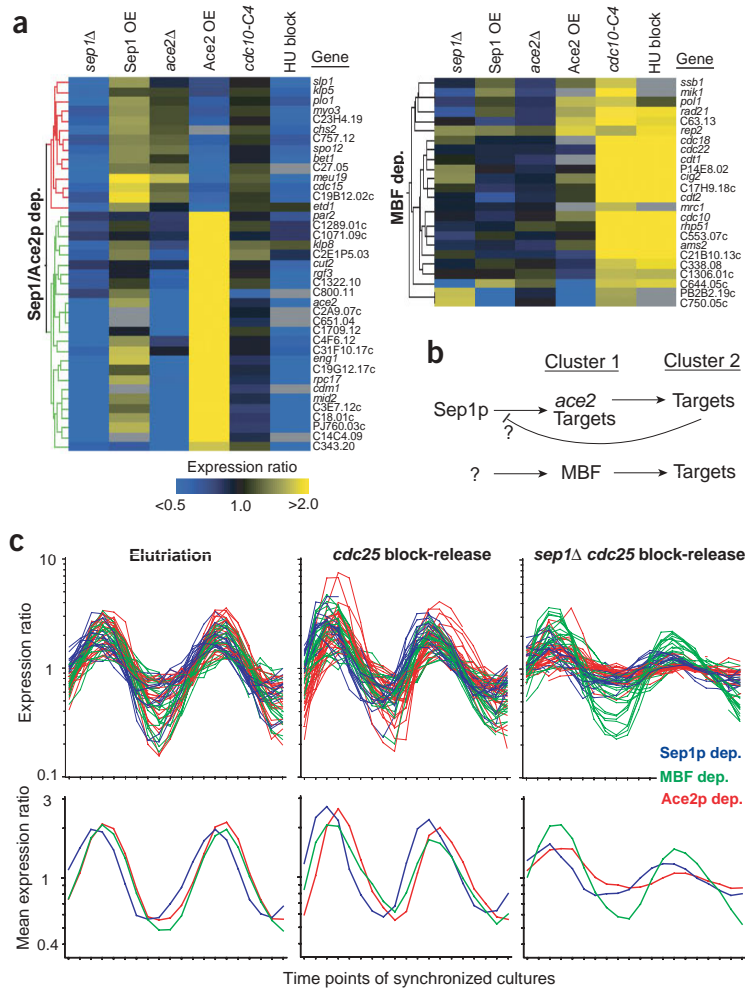 a
sep1Δ
Sep1 OE
ace2Δ
Ace2 OE
cdc10-C4
HU block
Gene
Sep1/Ace2p dep.
slp1
klp5
plo1
myo3
C23H4.19
chs2
C757.12
spo12
bet1
C27.05
meu19
cdc15
C19B12.02c
etd1
par2
C1289.01c
C1071.09c
klp8
C2E1P5.03
cut2
rgf3
C1322.10
C800.11
ace2
C2A9.07c
C651.04
C1709.12
C4F6.12
C31F10.17c
eng1
C19G12.17c
rpc17
cdm1
mid2
C3E7.12c
C18.01c
PJ760.03c
C14C4.09
C343.20
Expression ratio
<0.5 1.0 >2.0
sep1Δ
Sep1 OE
ace2Δ
Ace2 OE
cdc10-C4
HU block
Gene
MBF dep.
ssb1
mik1
pol1
rad21
C63.13
rep2
cdc18
cdc22
cdt1
P14E8.02
cig2
C17H9.18c
cdt2
mrc1
cdc10
rhp51
C553.07c
ams2
C21B10.13c
C338.08
C1306.01c
C644.05c
PB2B2.19c
C750.05c
b
Cluster 1 Cluster 2
Sep1p ace2 Targets
Targets
?
? MBF Targets
c
Elutriation cdc25 block-release sep1Δ cdc25 block-release
Expression ratio
10
1
0.1
Sep1p dep.
MBF dep.
Ace2p dep.
Mean expression ratio
3
1
0.4
Time points of synchronized cultures